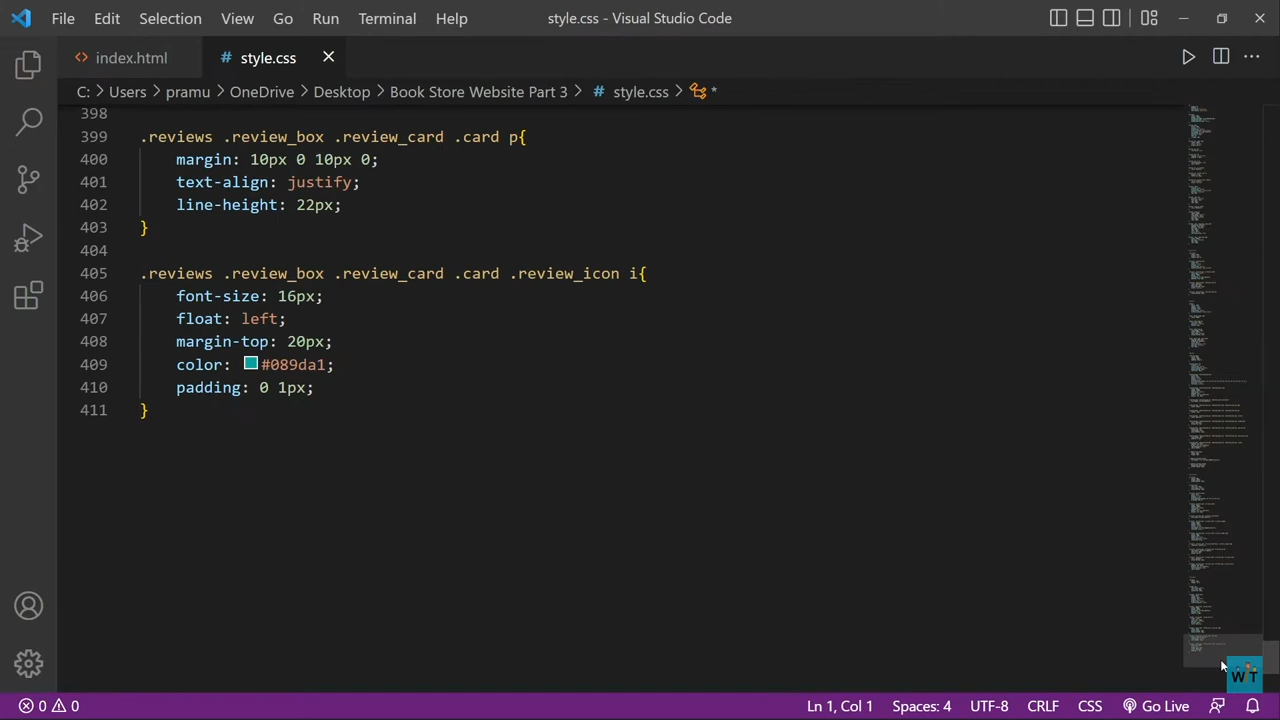 File Edit Selection View Go Run Terminal Help style.css - Visual Studio Code
index.html # style.css
C: > Users > pramu > OneDrive > Desktop > Book Store Website Part 3 > # style.css > *
398
399 .reviews .review_box .review_card .card p{
400 margin: 10px 0 10px 0;
401 text-align: justify;
402 line-height: 22px;
403 }
404
405 .reviews .review_box .review_card .card .review_icon i{
406 font-size: 16px;
407 float: left;
408 margin-top: 20px;
409 color: #089da1;
410 padding: 0 1px;
411 }
WT
0 0 Ln 1, Col 1 Spaces: 4 UTF-8 CRLF CSS Go Live